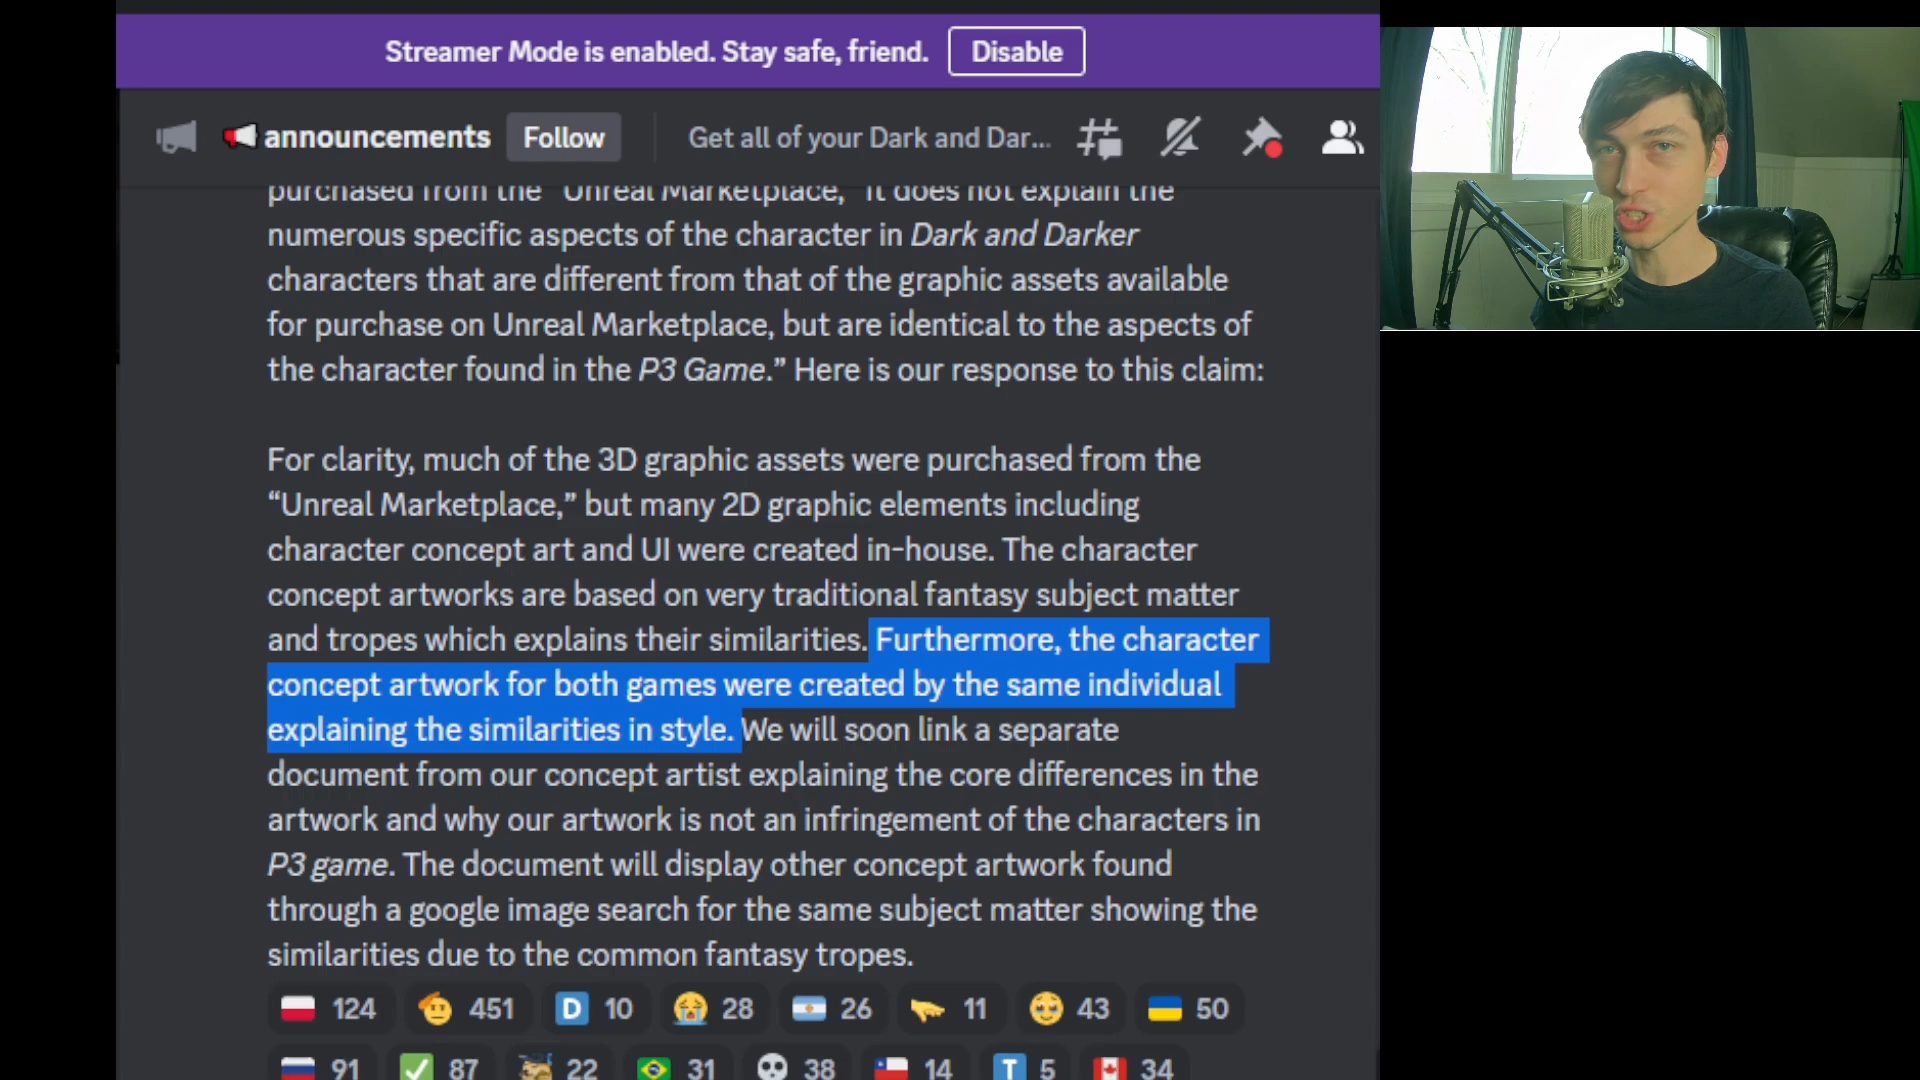 Streamer Mode is enabled. Stay safe, friend. Disable
announcements Follow Get all of your Dark and Dar...
purchased from the "Unreal Marketplace," "it does not explain the
numerous specific aspects of the character in Dark and Darker
characters that are different from that of the graphic assets available
for purchase on Unreal Marketplace, but are identical to the aspects of
the character found in the P3 Game.” Here is our response to this claim:
For clarity, much of the 3D graphic assets were purchased from the
“Unreal Marketplace,” but many 2D graphic elements including
character concept art and UI were created in-house. The character
concept artworks are based on very traditional fantasy subject matter
and tropes which explains their similarities. Furthermore, the character
concept artwork for both games were created by the same individual
explaining the similarities in style. We will soon link a separate
document from our concept artist explaining the core differences in the
artwork and why our artwork is not an infringement of the characters in
P3 game. The document will display other concept artwork found
through a google image search for the same subject matter showing the
similarities due to the common fantasy tropes.
124 451 D 10 28 26 11 43 50
91 87 22 31 38 14 T 5 34